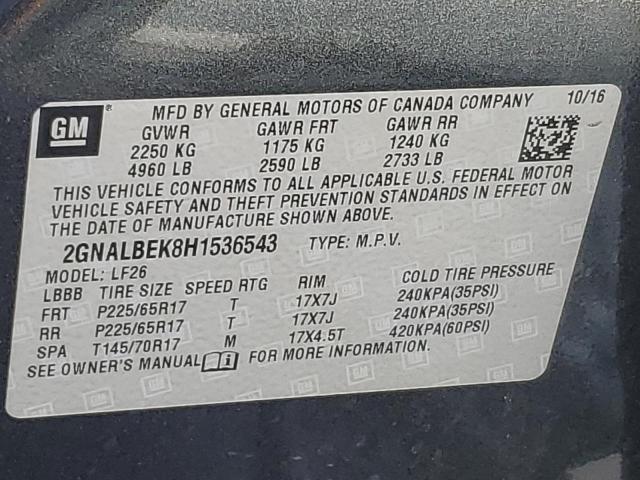 GM ® MFD BY GENERAL MOTORS OF CANADA COMPANY 10/16
GVWR GAWR FRT GAWR RR
2250 KG 1175 KG 1240 KG
4960 LB 2590 LB 2733 LB
THIS VEHICLE CONFORMS TO ALL APPLICABLE U.S. FEDERAL MOTOR
VEHICLE SAFETY AND THEFT PREVENTION STANDARDS IN EFFECT ON
THE DATE OF MANUFACTURE SHOWN ABOVE.
2GNALBEK8H1536543 TYPE: M.P.V.
MODEL: LF26
LBBB TIRE SIZE SPEED RTG RIM COLD TIRE PRESSURE
FRT P225/65R17 T 17X7J 240KPA(35PSI)
RR P225/65R17 T 17X7J 240KPA(35PSI)
SPA T145/70R17 M 17X4.5T 420KPA(60PSI)
SEE OWNER'S MANUAL FOR MORE INFORMATION.